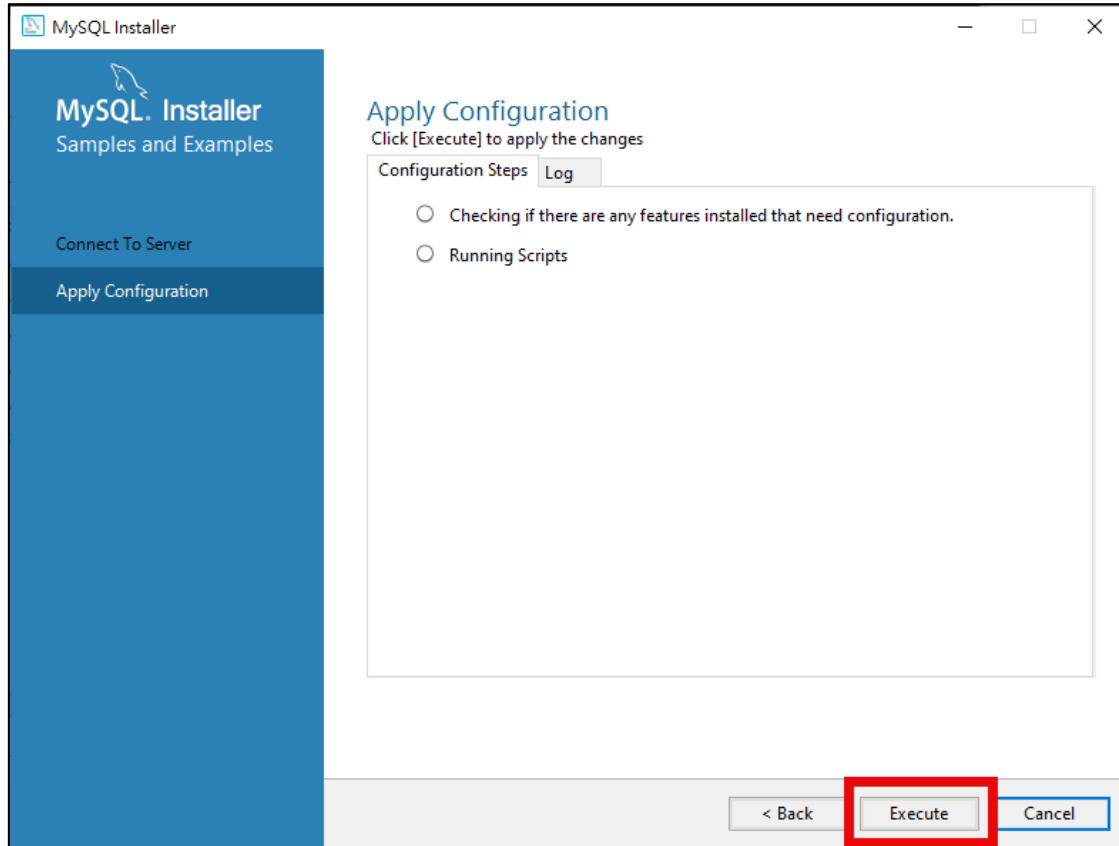 MySQL Installer
MySQL. Installer
Samples and Examples
Connect To Server
Apply Configuration
Apply Configuration
Click [Execute] to apply the changes
Configuration Steps
Log
Checking if there are any features installed that need configuration.
Running Scripts
< Back
Execute
Cancel